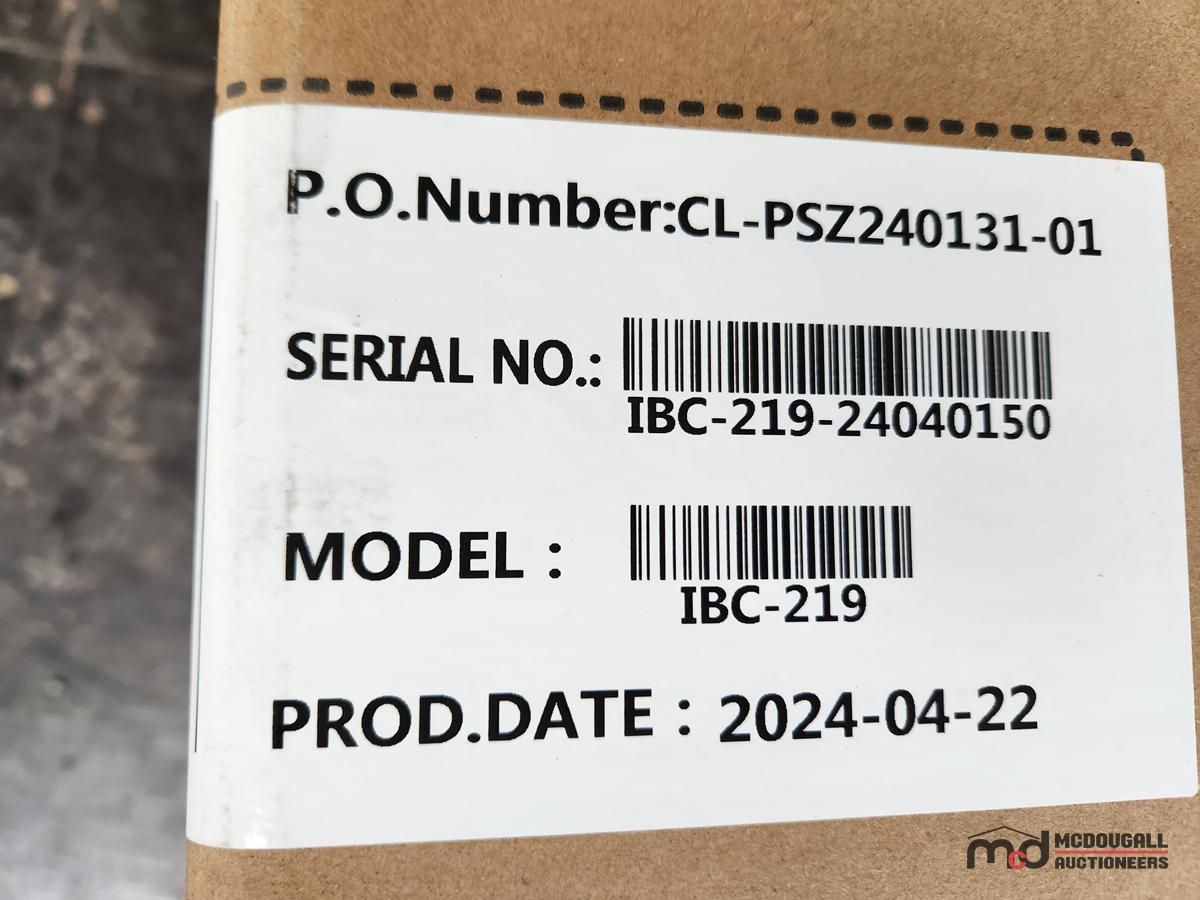 P.O.Number:CL-PSZ240131-01
SERIAL NO.:
IBC-219-24040150
MODEL :
IBC-219
PROD.DATE : 2024-04-22
mcd MCDOUGALL
AUCTIONEERS